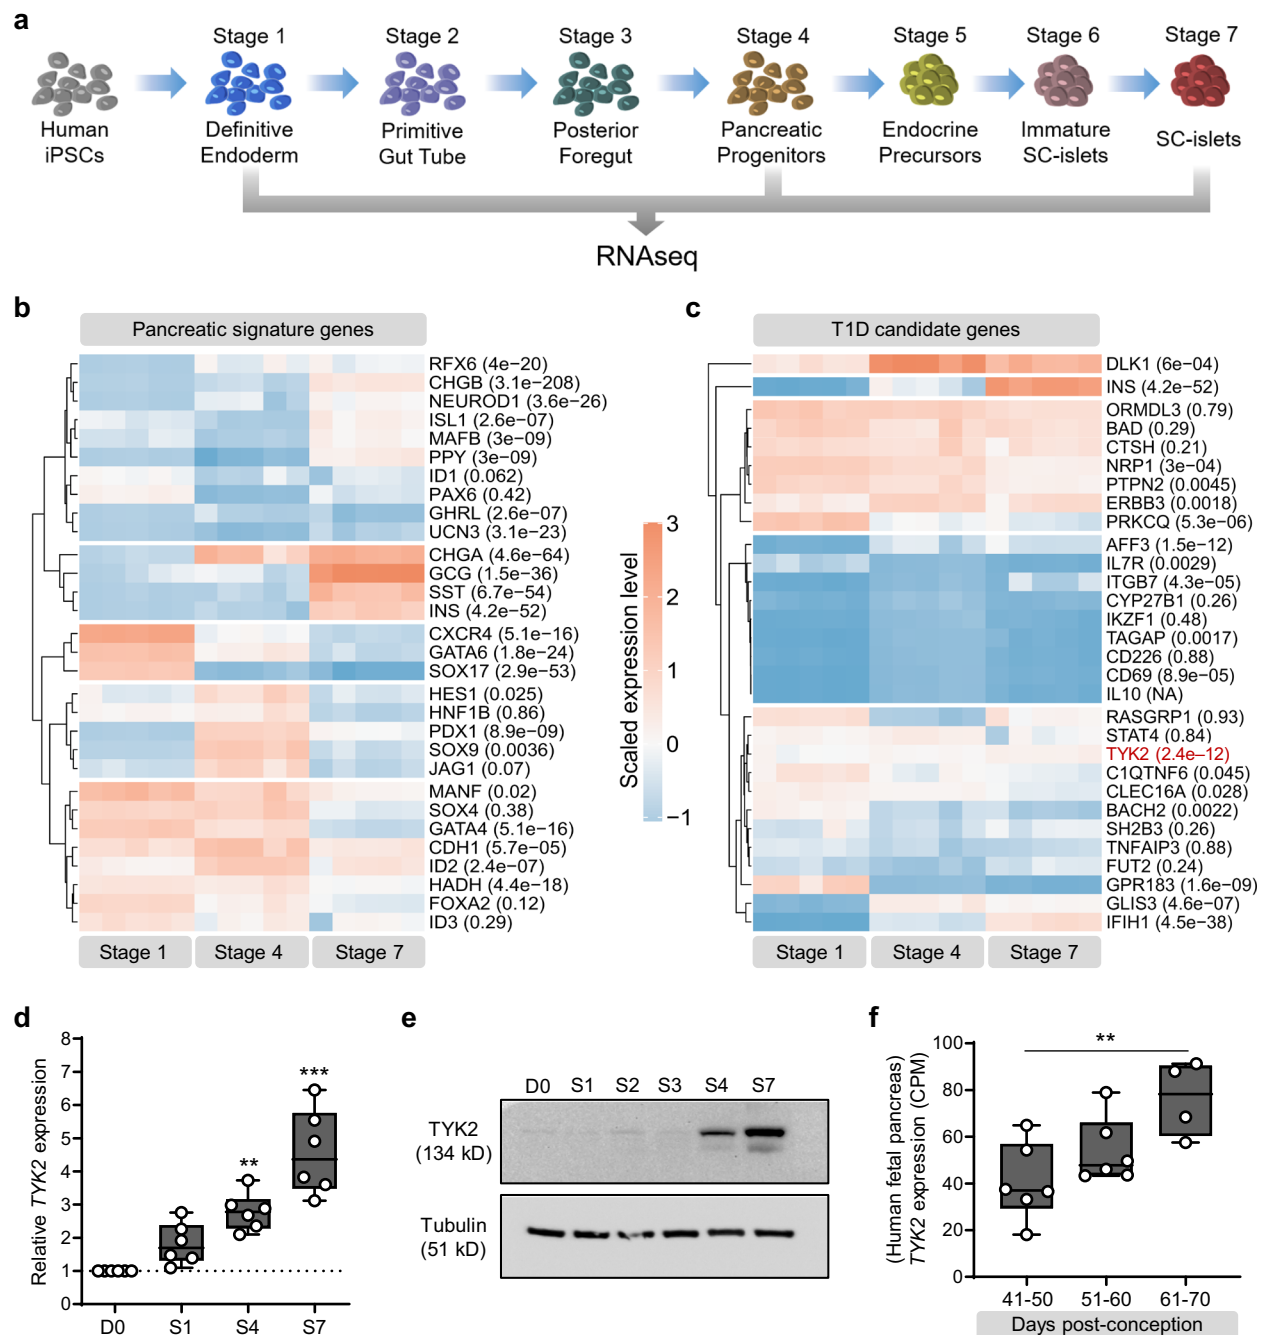 a
Stage 1
Stage 2
Stage 3
Stage 4
Stage 5
Stage 6
Stage 7
Human
iPSCs
Definitive
Endoderm
Primitive
Gut Tube
Posterior
Foregut
Pancreatic
Progenitors
Endocrine
Precursors
Immature
SC-islets
SC-islets
RNAseq
b
Pancreatic signature genes
RFX6 (4e−20)
CHGB (3.1e−208)
NEUROD1 (3.6e−26)
ISL1 (2.6e−07)
MAFB (3e−09)
PPY (3e−09)
ID1 (0.062)
PAX6 (0.42)
GHRL (2.6e−07)
UCN3 (3.1e−23)
CHGA (4.6e−64)
GCG (1.5e−36)
SST (6.7e−54)
INS (4.2e−52)
CXCR4 (5.1e−16)
GATA6 (1.8e−24)
SOX17 (2.9e−53)
HES1 (0.025)
HNF1B (0.86)
PDX1 (8.9e−09)
SOX9 (0.0036)
JAG1 (0.07)
MANF (0.02)
SOX4 (0.38)
GATA4 (5.1e−16)
CDH1 (5.7e−05)
ID2 (2.4e−07)
HADH (4.4e−18)
FOXA2 (0.12)
ID3 (0.29)
Stage 1
Stage 4
Stage 7
Scaled expression level
3
2
1
0
−1
c
T1D candidate genes
DLK1 (6e−04)
INS (4.2e−52)
ORMDL3 (0.79)
BAD (0.29)
CTSH (0.21)
NRP1 (3e−04)
PTPN2 (0.0045)
ERBB3 (0.0018)
PRKCQ (5.3e−06)
AFF3 (1.5e−12)
IL7R (0.0029)
ITGB7 (4.3e−05)
CYP27B1 (0.26)
IKZF1 (0.48)
TAGAP (0.0017)
CD226 (0.88)
CD69 (8.9e−05)
IL10 (NA)
RASGRP1 (0.93)
STAT4 (0.84)
TYK2 (2.4e–12)
C1QTNF6 (0.045)
CLEC16A (0.028)
BACH2 (0.0022)
SH2B3 (0.26)
TNFAIP3 (0.88)
FUT2 (0.24)
GPR183 (1.6e−09)
GLIS3 (4.6e−07)
IFIH1 (4.5e−38)
Stage 1
Stage 4
Stage 7
d
Relative TYK2 expression
8
7
6
5
4
3
2
1
0
**
***
D0
S1
S4
S7
e
D0
S1
S2
S3
S4
S7
TYK2
(134 kD)
Tubulin
(51 kD)
f
(Human fetal pancreas)
TYK2 expression (CPM)
100
80
60
40
20
0
**
41-50
51-60
61-70
Days post-conception